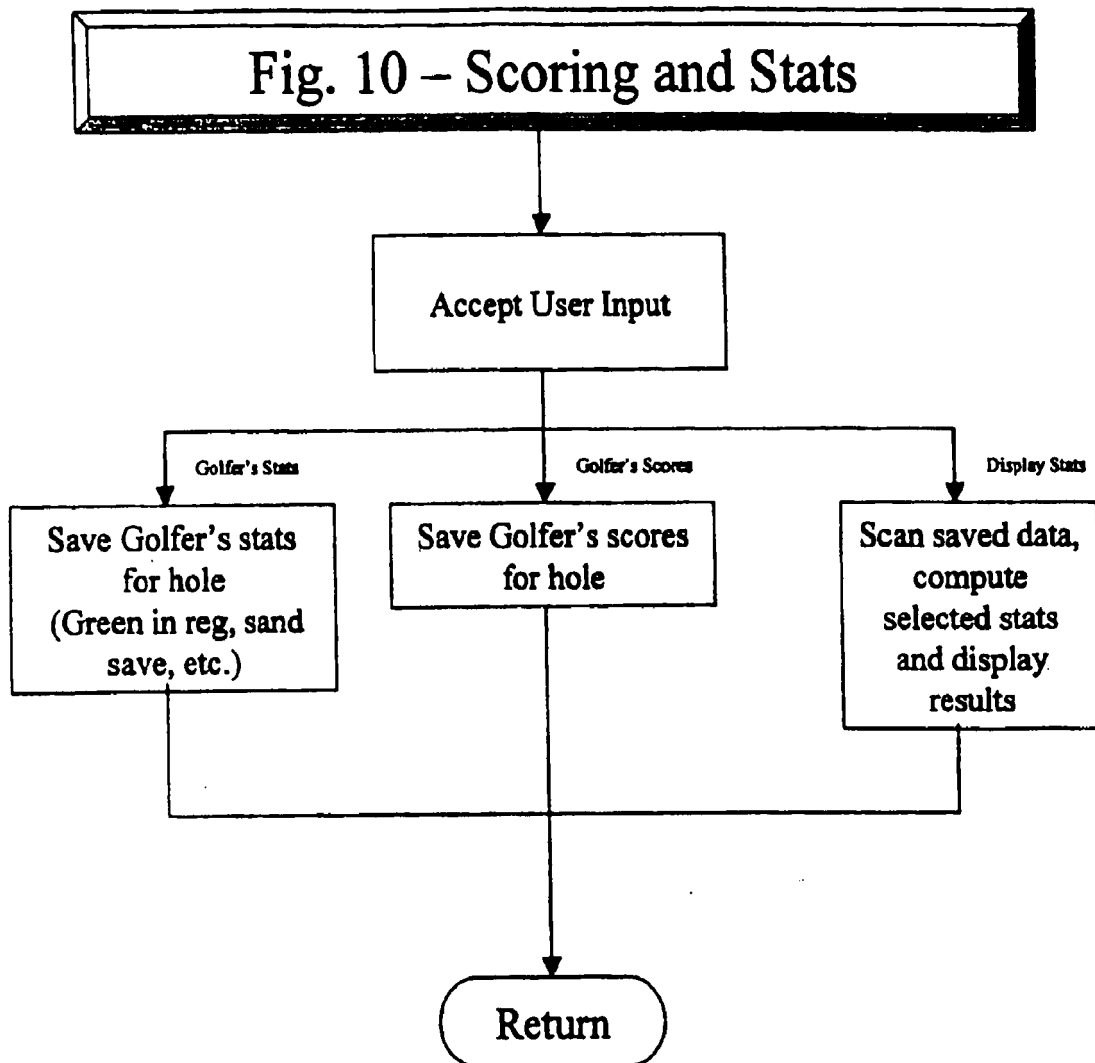 Fig. 10 – Scoring and Stats
Accept User Input
Golfer's Stats
Golfer's Scores
Display Stats
Save Golfer's stats
for hole
(Green in reg, sand
save, etc.)
Save Golfer's scores
for hole
Scan saved data,
compute
selected stats
and display
results
Return